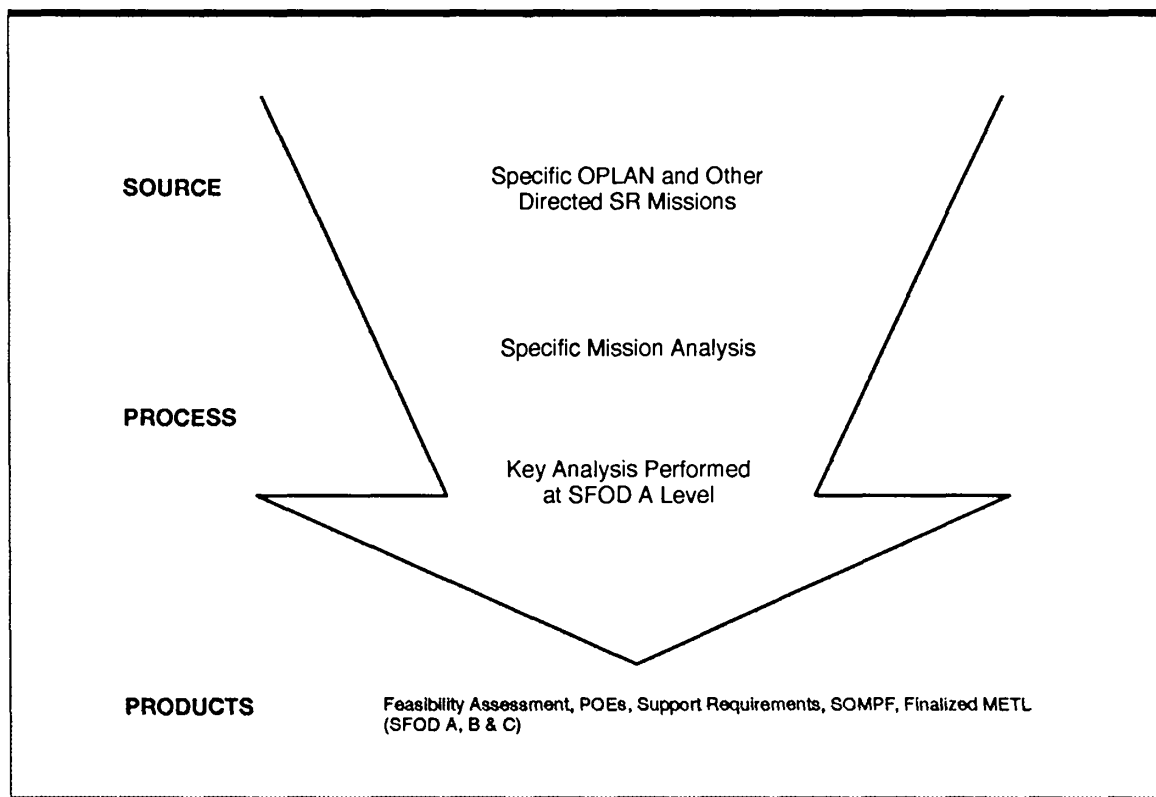 SOURCE
Specific OPLAN and Other
Directed SR Missions
Specific Mission Analysis
PROCESS
Key Analysis Performed
at SFOD A Level
PRODUCTS
Feasibility Assessment, POEs, Support Requirements, SOMPF, Finalized METL
(SFOD A, B & C)